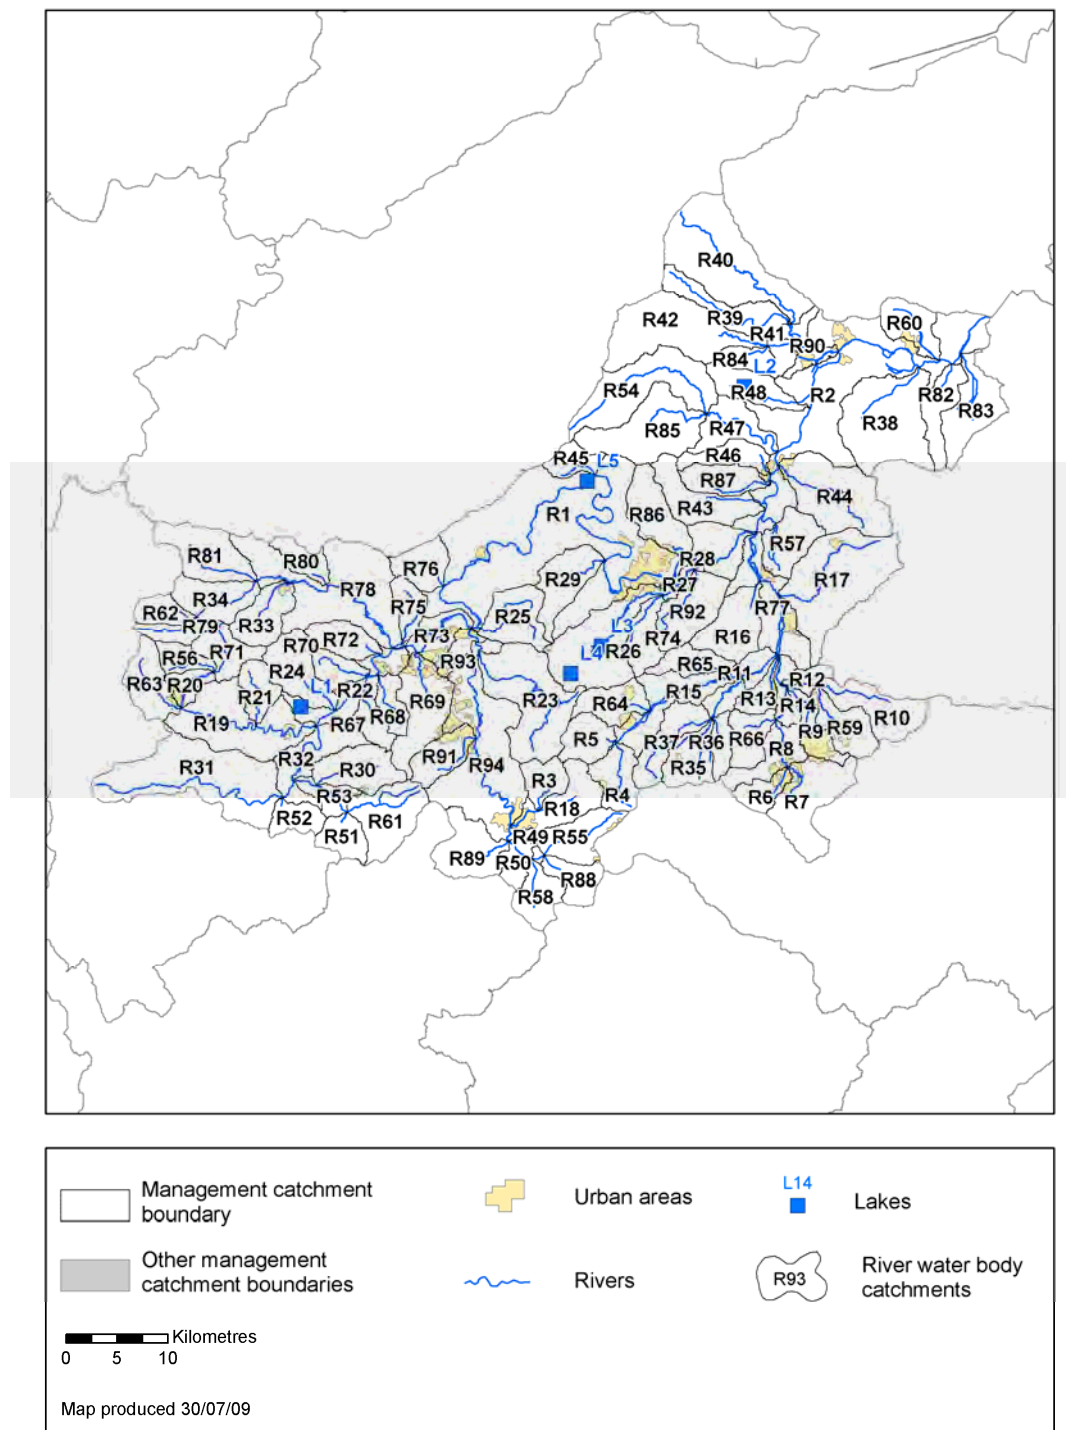 R40
R42
R39
R41
R60
R90
R84
L2
R54
R48
R2
R82
R83
R85
R47
R38
R45
L5
R46
R87
R44
R1
R86
R43
R81
R80
R76
R29
R28
R57
R78
R27
R17
R34
R75
R25
R92
R77
R62
R79
R33
R73
L3
R74
R16
R70
R72
R56
R71
R93
L4
R26
R65
R24
R11
R12
R63
R20
R21
L1
R22
R69
R23
R64
R15
R13
R14
R19
R67
R68
R10
R5
R37
R36
R66
R9
R59
R8
R32
R91
R94
R35
R31
R30
R3
R53
R4
R6
R7
R52
R61
R18
R51
R49
R55
R89
R50
R88
R58
Management catchment
boundary
Urban areas
L14
Lakes
Other management
catchment boundaries
Rivers
R93
River water body
catchments
Kilometres
0 5 10
Map produced 30/07/09